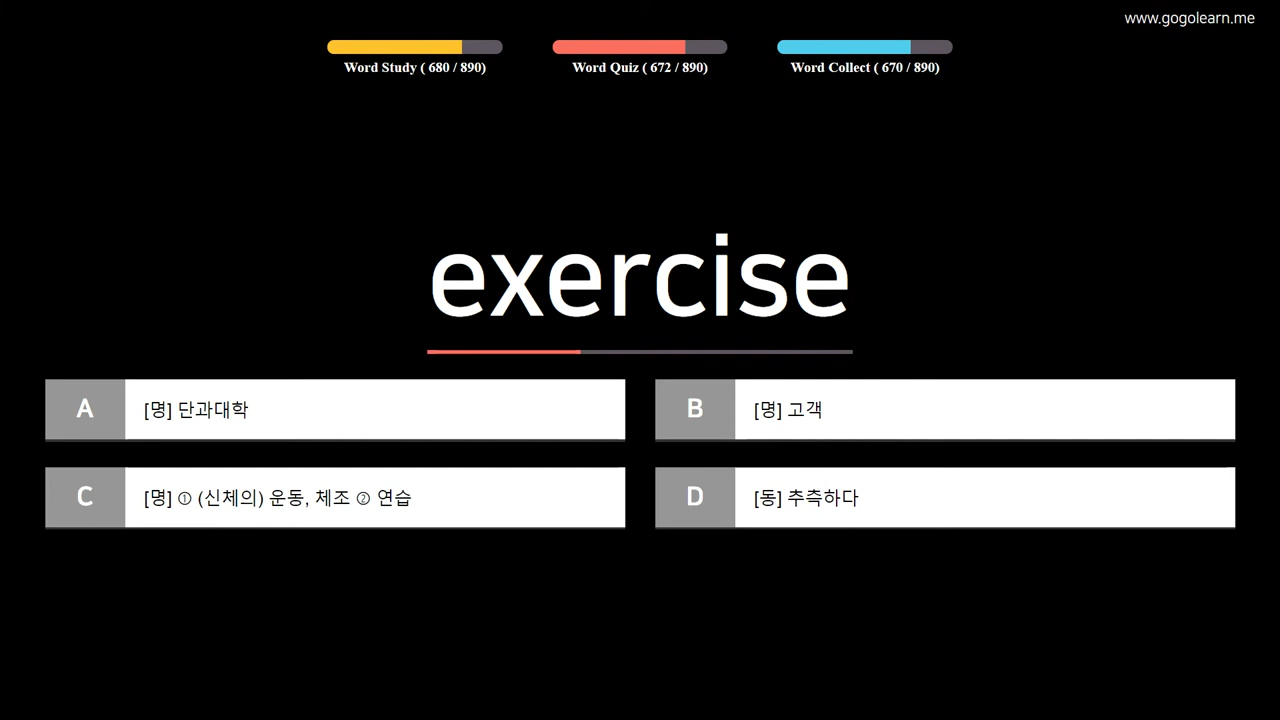 www.gogolearn.me
Word Study ( 680 / 890)
Word Quiz ( 672 / 890)
Word Collect ( 670 / 890)
exercise
A [명] 단과대학
B [명] 고객
C [명] ① (신체의) 운동, 체조 ② 연습
D [동] 추측하다